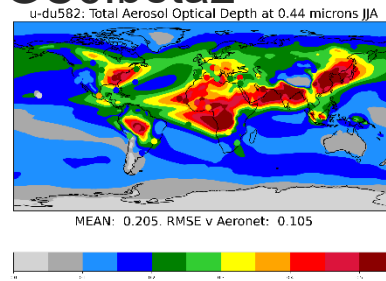 u-du582: Total Aerosol Optical Depth at 0.44 microns JJA
MEAN: 0.205. RMSE v Aeronet: 0.105